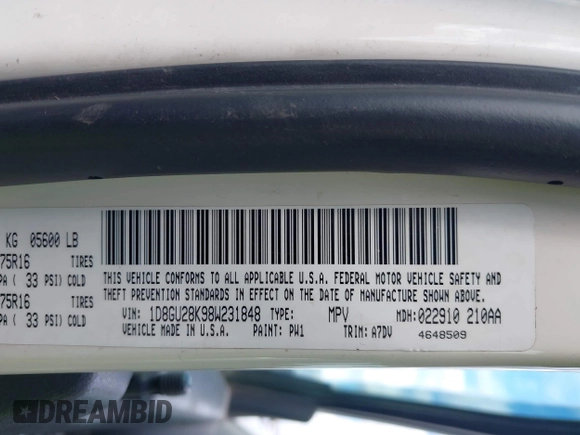 KG 05600 LB
75R16 TIRES
PA ( 33 PSI) COLD
75R16 TIRES
PA ( 33 PSI) COLD
THIS VEHICLE CONFORMS TO ALL APPLICABLE U.S.A. FEDERAL MOTOR VEHICLE SAFETY AND
THEFT PREVENTION STANDARDS IN EFFECT ON THE DATE OF MANUFACTURE SHOWN ABOVE.
VIN: 1D8GU28K98W231848 TYPE: MPV MDH: 022910 210AA
VEHICLE MADE IN U.S.A. PAINT: PW1 TRIM: A7DV 4648509
DREAMBID